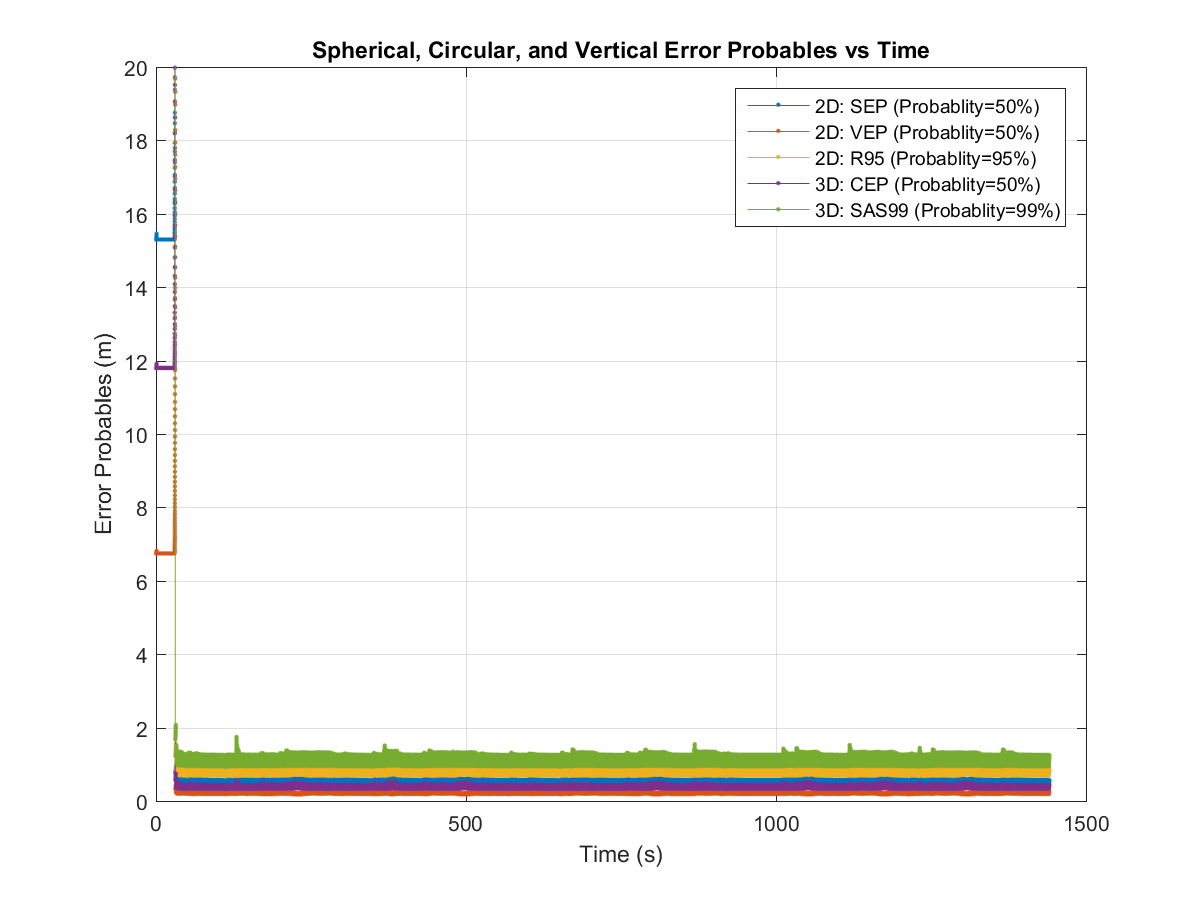 Spherical, Circular, and Vertical Error Probables vs Time
20
18
16
14
12
10
8
6
4
2
0
Error Probables (m)
2D: SEP (Probablity=50%)
2D: VEP (Probablity=50%)
2D: R95 (Probablity=95%)
3D: CEP (Probablity=50%)
3D: SAS99 (Probablity=99%)
0
500
1000
1500
Time (s)